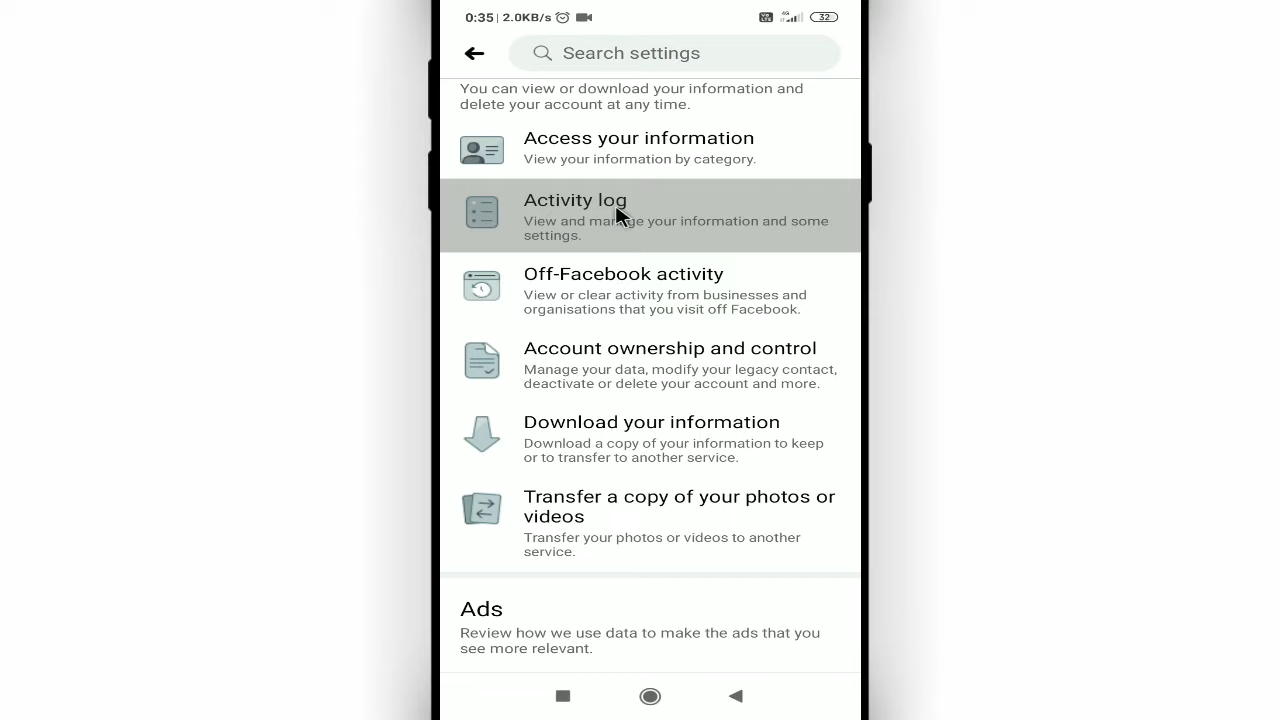 0:35 | 2.0KB/s
Vo LTE 4G 32
Search settings
You can view or download your information and
delete your account at any time.
Access your information
View your information by category.
Activity log
View and manage your information and some
settings.
Off-Facebook activity
View or clear activity from businesses and
organisations that you visit off Facebook.
Account ownership and control
Manage your data, modify your legacy contact,
deactivate or delete your account and more.
Download your information
Download a copy of your information to keep
or to transfer to another service.
Transfer a copy of your photos or
videos
Transfer your photos or videos to another
service.
Ads
Review how we use data to make the ads that you
see more relevant.